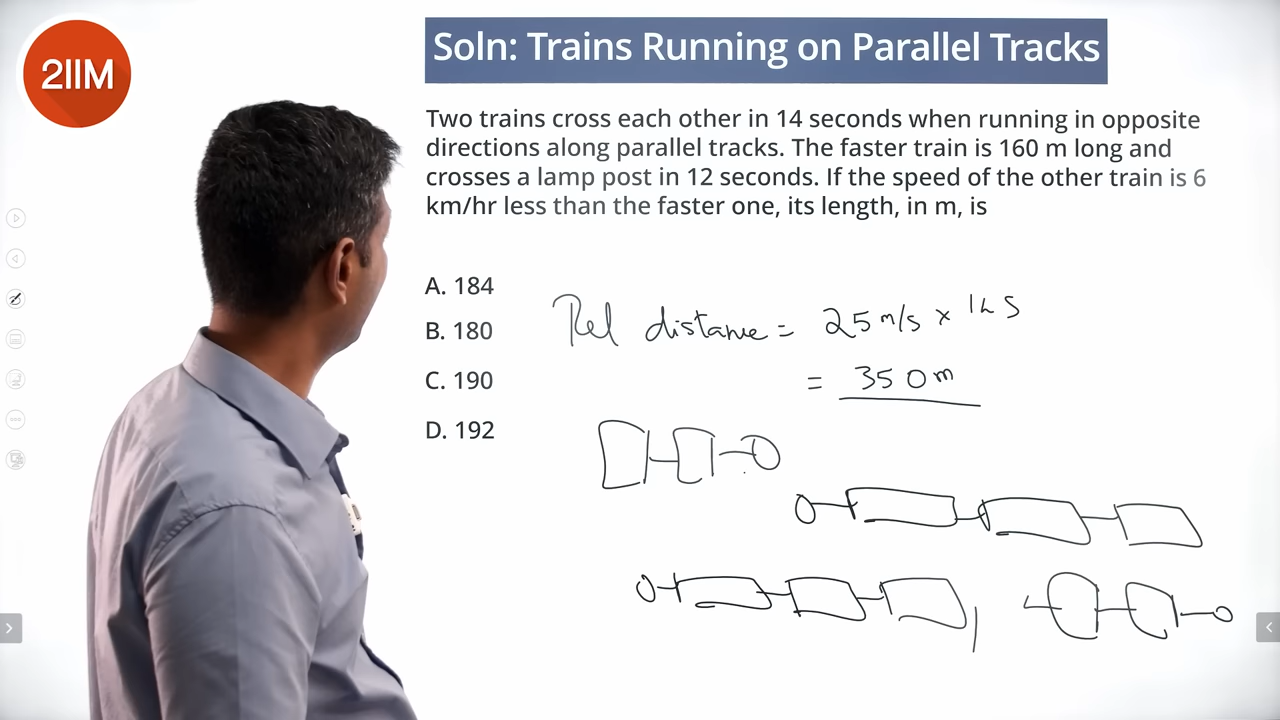 2IIM
Soln: Trains Running on Parallel Tracks
Two trains cross each other in 14 seconds when running in opposite
directions along parallel tracks. The faster train is 160 m long and
crosses a lamp post in 12 seconds. If the speed of the other train is 6
km/hr less than the faster one, its length, in m, is
A. 184
B. 180
C. 190
D. 192
Rel distance = 25 m/s × 14 s
= 350 m